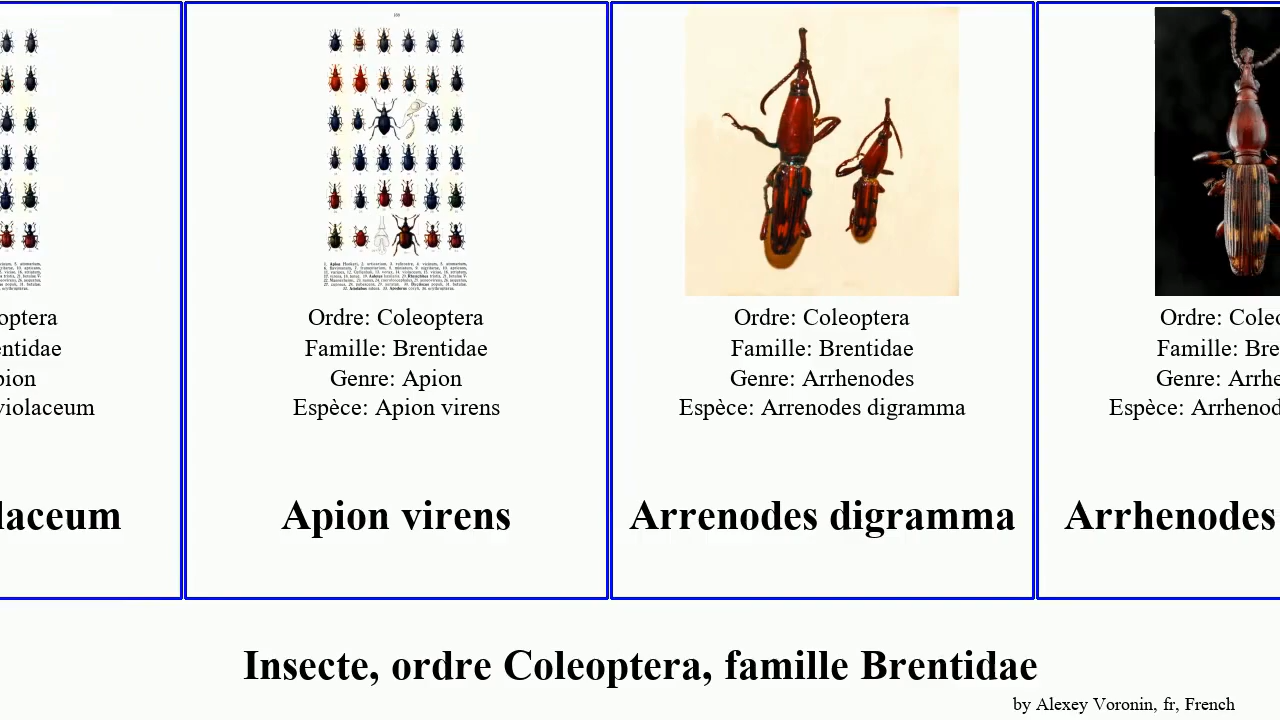 optera
entidae
pion
violaceum
laceum
Ordre: Coleoptera
Famille: Brentidae
Genre: Apion
Espèce: Apion virens
Apion virens
Ordre: Coleoptera
Famille: Brentidae
Genre: Arrhenodes
Espèce: Arrenodes digramma
Arrenodes digramma
Ordre: Coleo
Famille: Bre
Genre: Arrhe
Espèce: Arrhenod
Arrhenodes
Insecte, ordre Coleoptera, famille Brentidae
by Alexey Voronin, fr, French